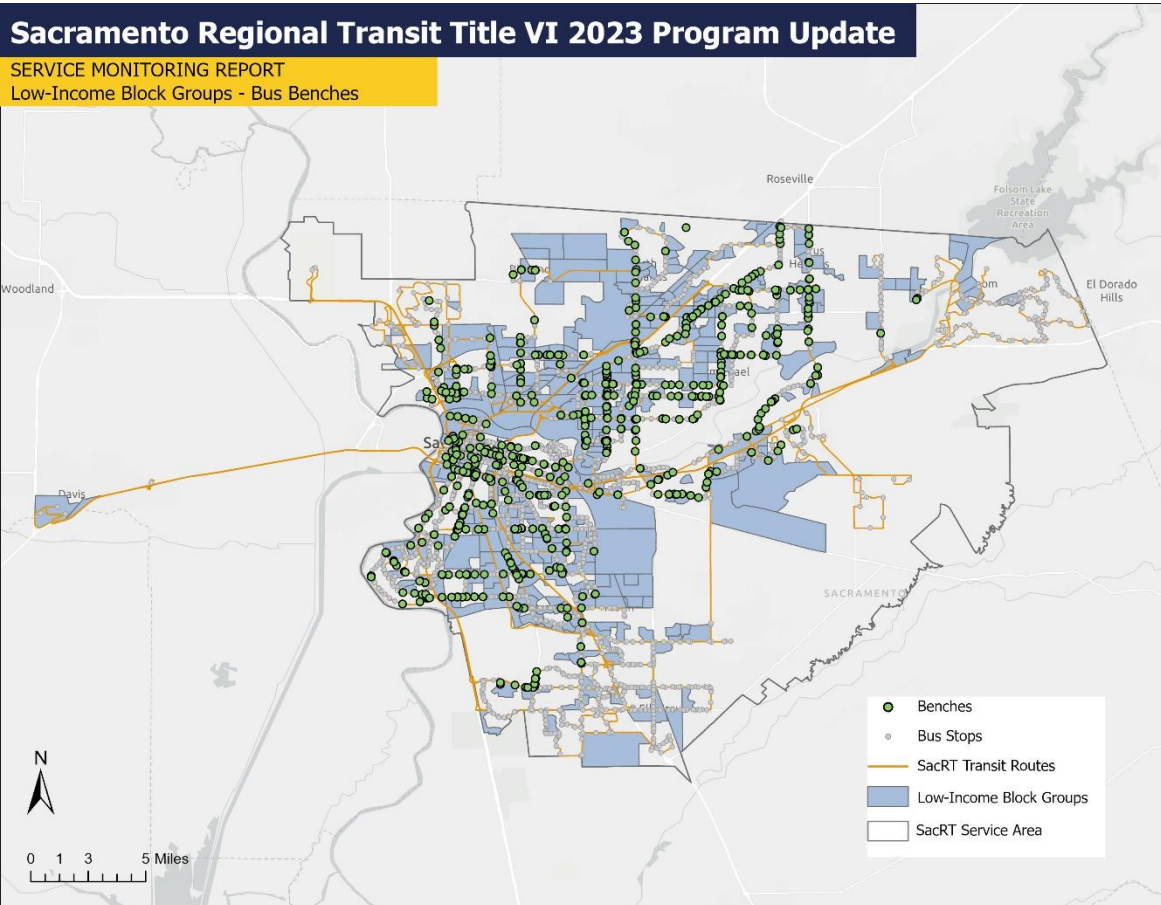 Sacramento Regional Transit Title VI 2023 Program Update
SERVICE MONITORING REPORT
Low-Income Block Groups - Bus Benches
Roseville
Folsom Lake
State
Recreation
Area
Woodland
El Dorado
Hills
Davis
SACRAMENTO
Benches
Bus Stops
SacRT Transit Routes
Low-Income Block Groups
SacRT Service Area
N
0 1 3 5 Miles